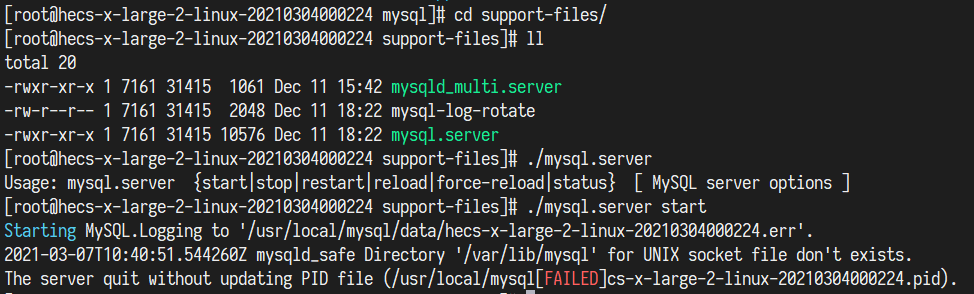 [root@hecs-x-large-2-linux-20210304000224 mysql]# cd support-files/
[root@hecs-x-large-2-linux-20210304000224 support-files]# ll
total 20
-rwxr-xr-x 1 7161 31415  1061 Dec 11 15:42 mysqld_multi.server
-rw-r--r-- 1 7161 31415  2048 Dec 11 18:22 mysql-log-rotate
-rwxr-xr-x 1 7161 31415 10576 Dec 11 18:22 mysql.server
[root@hecs-x-large-2-linux-20210304000224 support-files]# ./mysql.server
Usage: mysql.server  {start|stop|restart|reload|force-reload|status}  [ MySQL server options ]
[root@hecs-x-large-2-linux-20210304000224 support-files]# ./mysql.server start
Starting MySQL.Logging to '/usr/local/mysql/data/hecs-x-large-2-linux-20210304000224.err'.
2021-03-07T10:40:51.544260Z mysqld_safe Directory '/var/lib/mysql' for UNIX socket file don't exists.
The server quit without updating PID file (/usr/local/mysql[FAILED]cs-x-large-2-linux-20210304000224.pid).